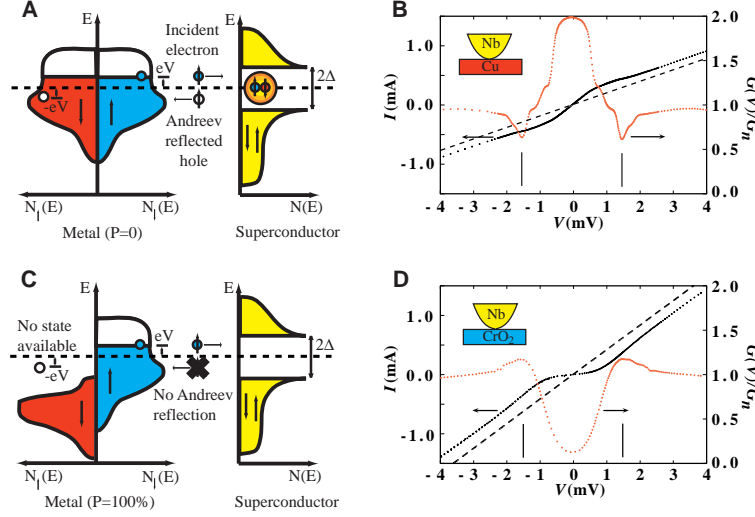 A
E
Incident
electron
E
eV
-eV
2Δ
Andreev
reflected
hole
N|(E)
N|(E)
N(E)
Metal (P=0)
Superconductor
B
Nb
Cu
I (mA)
1.0
0.0
-1.0
2.0
1.5
1.0
0.5
0.0
G(V)/Gn
- 4 - 3 - 2 - 1 0 1 2 3 4
V(mV)
C
E
E
No state
available
eV
-eV
2Δ
No Andreev
reflection
N|(E)
N|(E)
N(E)
Metal (P=100%)
Superconductor
D
Nb
CrO2
I (mA)
1.0
0.0
-1.0
2.0
1.5
1.0
0.5
0.0
G(V)/Gn
- 4 - 3 - 2 - 1 0 1 2 3 4
V(mV)